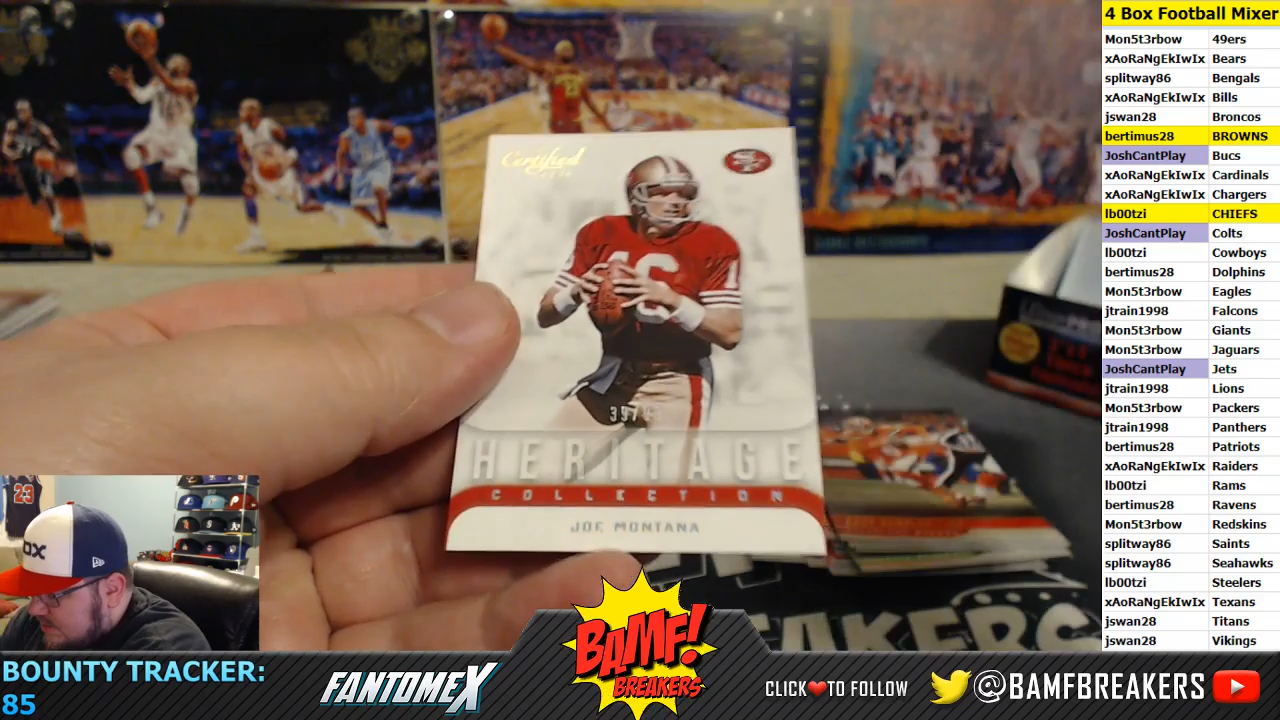 4 Box Football Mixer
Mon5t3rbow 49ers
xAoRaNgEkIwIx Bears
splitway86 Bengals
xAoRaNgEkIwIx Bills
jswan28 Broncos
bertimus28 BROWNS
JoshCantPlay Bucs
xAoRaNgEkIwIx Cardinals
xAoRaNgEkIwIx Chargers
lb00tzi CHIEFS
JoshCantPlay Colts
lb00tzi Cowboys
bertimus28 Dolphins
Mon5t3rbow Eagles
jtrain1998 Falcons
Mon5t3rbow Giants
Mon5t3rbow Jaguars
JoshCantPlay Jets
jtrain1998 Lions
Mon5t3rbow Packers
jtrain1998 Panthers
bertimus28 Patriots
xAoRaNgEkIwIx Raiders
lb00tzi Rams
bertimus28 Ravens
Mon5t3rbow Redskins
splitway86 Saints
splitway86 Seahawks
lb00tzi Steelers
xAoRaNgEkIwIx Texans
jswan28 Titans
jswan28 Vikings
Certified
16
HERITAGE
COLLECTION
JOE MONTANA
23
BOUNTY TRACKER:
85
FANTOMEX
BAMF!
BREAKERS
CLICK TO FOLLOW
@BAMFBREAKERS